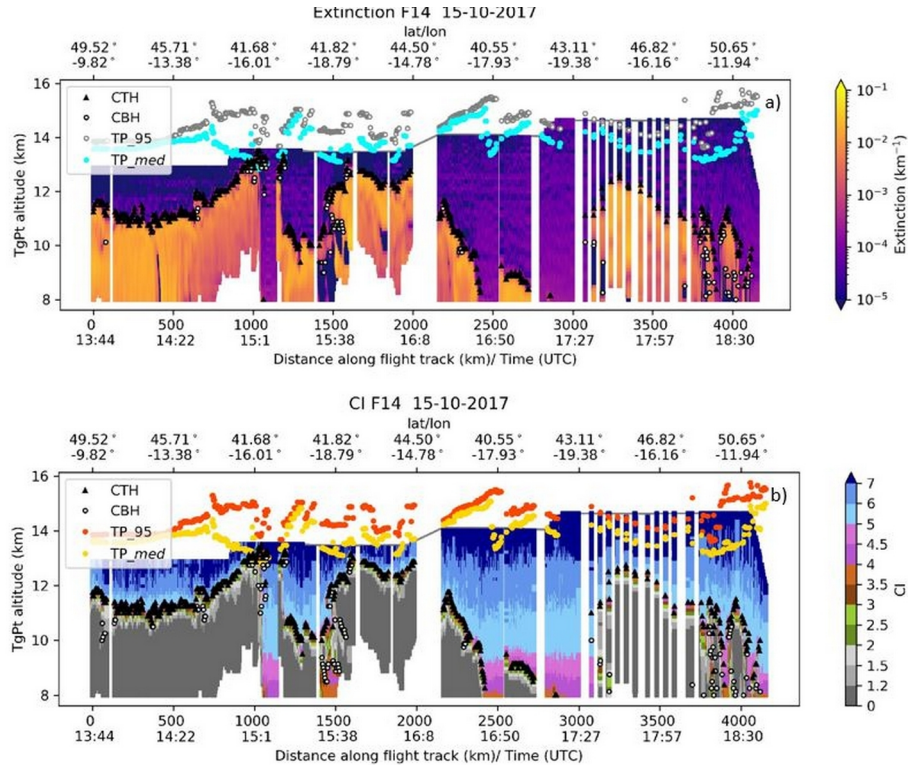 Extinction F14 15-10-2017
lat/lon
49.52° 45.71° 41.68° 41.82° 44.50° 40.55° 43.11° 46.82° 50.65°
-9.82° -13.38° -16.01° -18.79° -14.78° -17.93° -19.38° -16.16° -11.94°
TgPt altitude (km)
16
14
12
10
8
CTH
CBH
TP_95
TP_med
a)
0 500 1000 1500 2000 2500 3000 3500 4000
13:44 14:22 15:1 15:38 16:8 16:50 17:27 17:57 18:30
Distance along flight track (km)/ Time (UTC)
10⁻¹
10⁻²
10⁻³
10⁻⁴
10⁻⁵
Extinction (km⁻¹)
CI F14 15-10-2017
lat/lon
49.52° 45.71° 41.68° 41.82° 44.50° 40.55° 43.11° 46.82° 50.65°
-9.82° -13.38° -16.01° -18.79° -14.78° -17.93° -19.38° -16.16° -11.94°
TgPt altitude (km)
16
14
12
10
8
CTH
CBH
TP_95
TP_med
b)
0 500 1000 1500 2000 2500 3000 3500 4000
13:44 14:22 15:1 15:38 16:8 16:50 17:27 17:57 18:30
Distance along flight track (km)/ Time (UTC)
7
6
5
4.5
4
3.5
3
2.5
2
1.5
1.2
0
CI